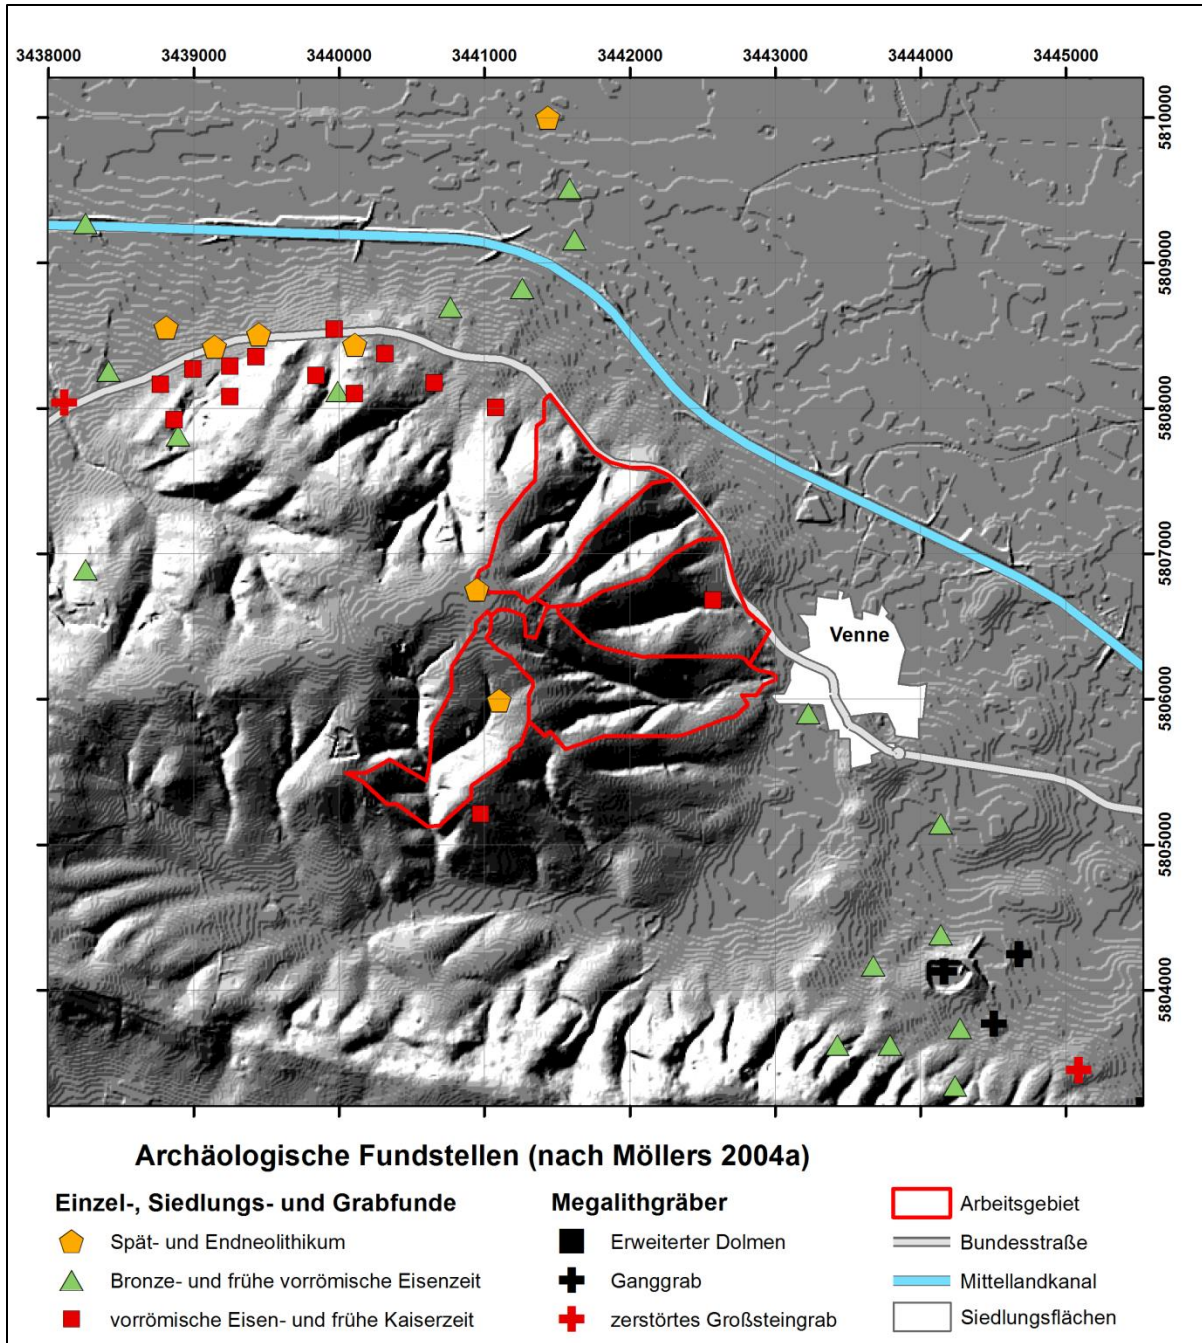 3438000 3439000 3440000 3441000 3442000 3443000 3444000 3445000
5810000
5809000
5808000
5807000
5806000
5805000
5804000
Venne
Archäologische Fundstellen (nach Möllers 2004a)
Einzel-, Siedlungs- und Grabfunde
Spät- und Endneolithikum
Bronze- und frühe vorrömische Eisenzeit
vorrömische Eisen- und frühe Kaiserzeit
Megalithgräber
Erweiterter Dolmen
Ganggrab
zerstörtes Großsteingrab
Arbeitsgebiet
Bundesstraße
Mittellandkanal
Siedlungsflächen